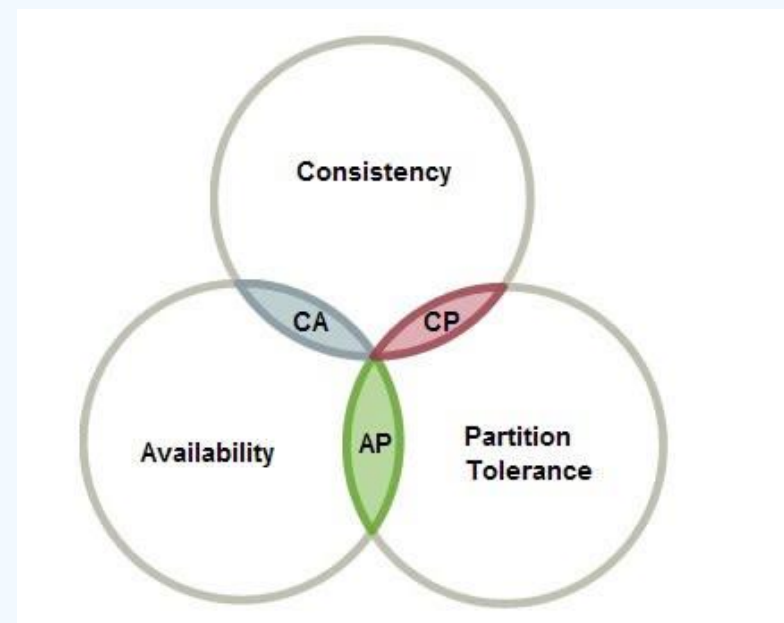 Consistency
CA
CP
Availability
AP
Partition
Tolerance